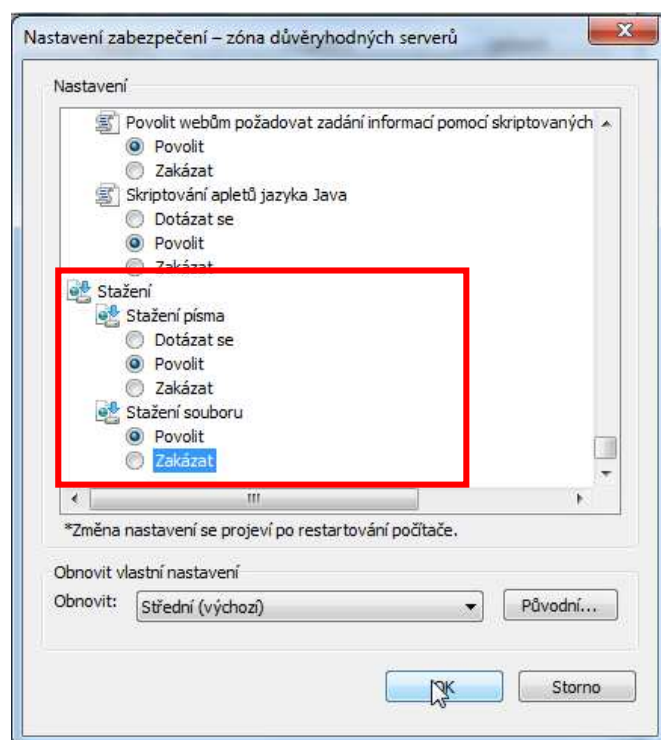 Nastavení zabezpečení – zóna důvěryhodných serverů
Nastavení
Povolit webům požadovat zadání informací pomocí skriptovaných
Povolit
Zakázat
Skriptování apletů jazyka Java
Dotázat se
Povolit
Zakázat
Stažení
Stažení písma
Dotázat se
Povolit
Zakázat
Stažení souboru
Povolit
Zakázat
*Změna nastavení se projeví po restartování počítače.
Obnovit vlastní nastavení
Obnovit: Střední (výchozí) Původní...
OK Storno